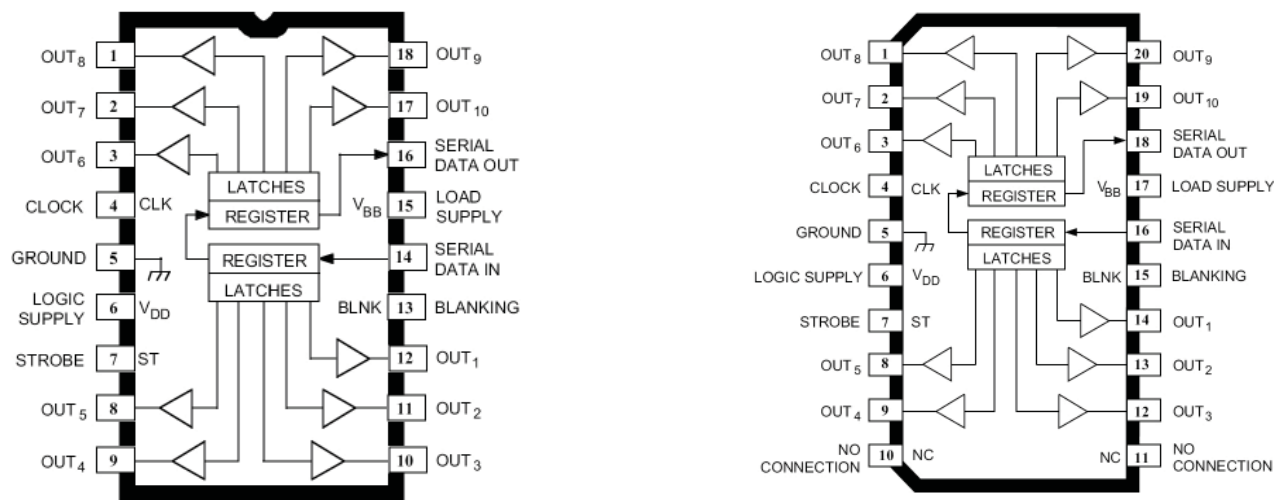 OUT8 1 18 OUT9
OUT7 2 17 OUT10
OUT6 3 16 SERIAL DATA OUT
LATCHES
REGISTER
CLOCK 4 CLK VBB 15 LOAD SUPPLY
GROUND 5 14 SERIAL DATA IN
REGISTER
LATCHES
LOGIC SUPPLY 6 VDD BLNK 13 BLANKING
STROBE 7 ST 12 OUT1
OUT5 8 11 OUT2
OUT4 9 10 OUT3
OUT8 1 20 OUT9
OUT7 2 19 OUT10
OUT6 3 18 SERIAL DATA OUT
LATCHES
REGISTER
CLOCK 4 CLK VBB 17 LOAD SUPPLY
GROUND 5 16 SERIAL DATA IN
REGISTER
LATCHES
LOGIC SUPPLY 6 VDD BLNK 15 BLANKING
STROBE 7 ST 14 OUT1
OUT5 8 13 OUT2
OUT4 9 12 OUT3
NO CONNECTION 10 NC NC 11 NO CONNECTION